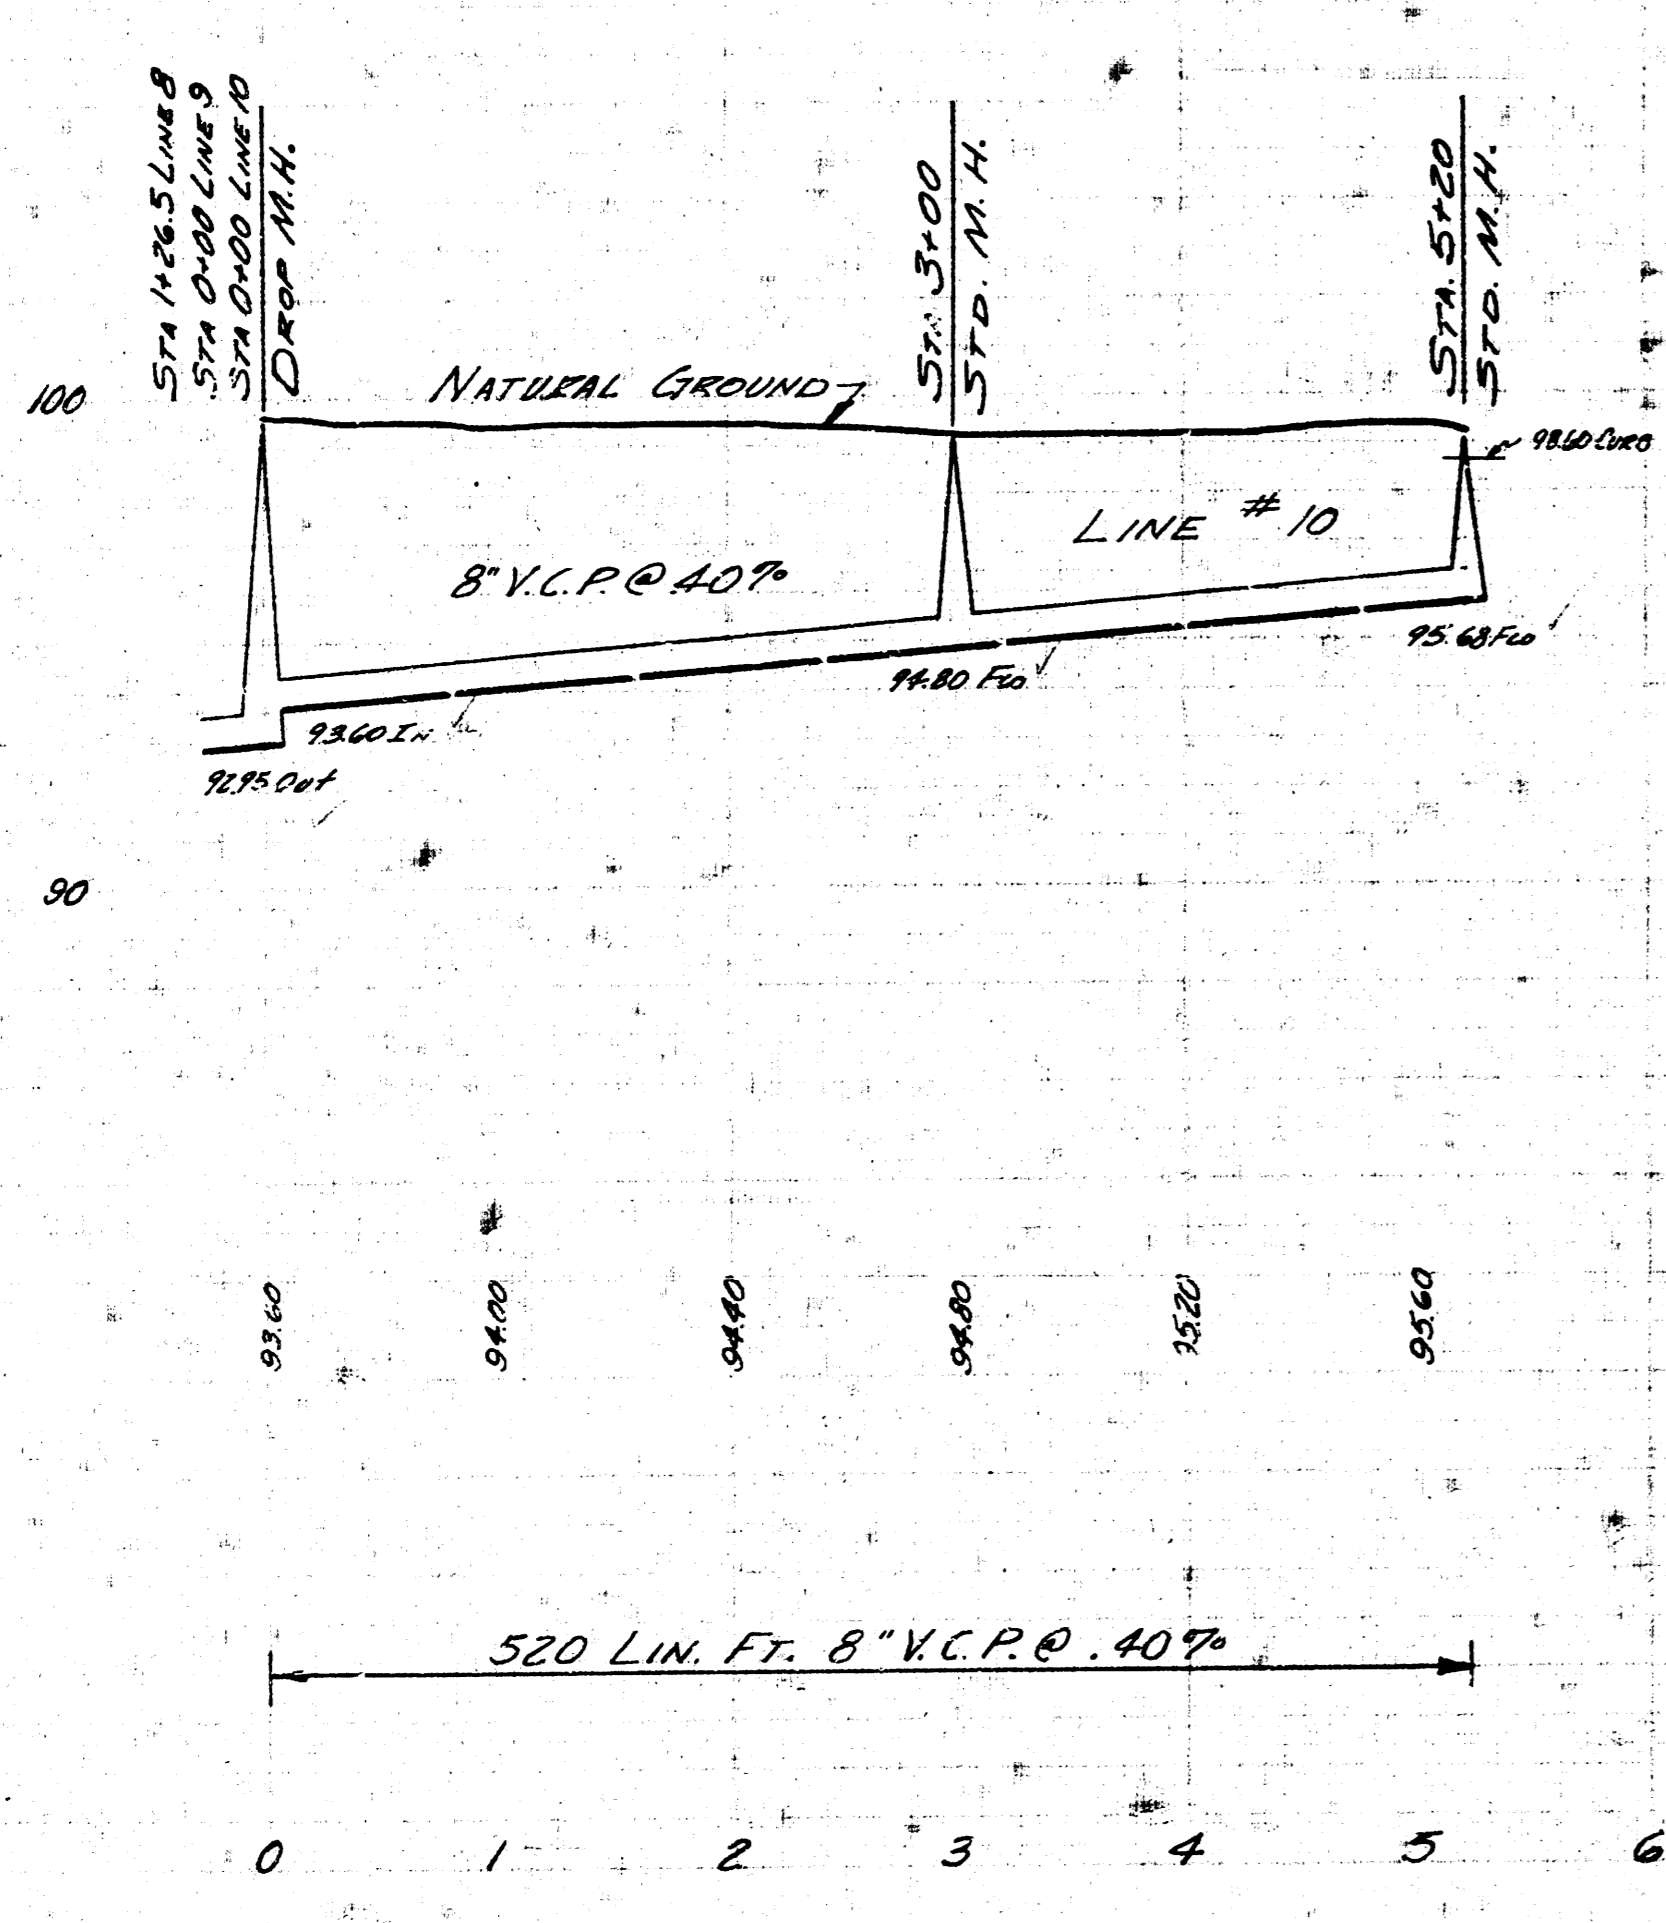 STA 1+26.5 LINE 8
STA 0+00 LINE 9
STA 0+00 LINE 10
DROP M.H.
STA 3+00
STD. M.H.
STA. 5+20
STD. M.H.
100
NATURAL GROUND
98.60 CURB
LINE # 10
8" V.C.P. @ .40%
95.68 FLO
94.80 FLO
93.60 IN
92.95 OUT
90
93.60
94.00
94.40
94.80
95.20
95.60
520 LIN. FT. 8" V.C.P. @ .40%
0 1 2 3 4 5 6